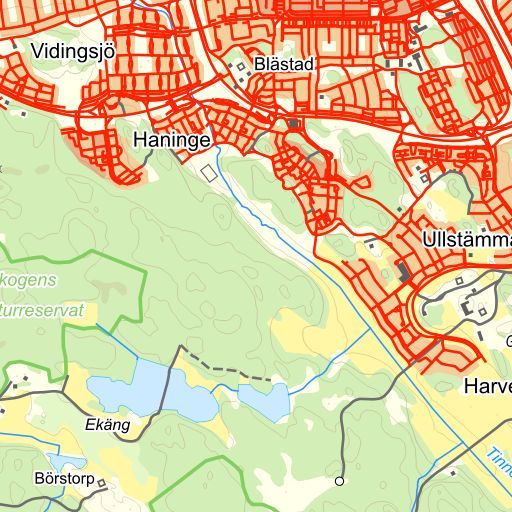 Vidingsjö
Blästad
Haninge
Ullstämma
kogens
turreservat
G
Harve
Ekäng
Tinn
Börstorp